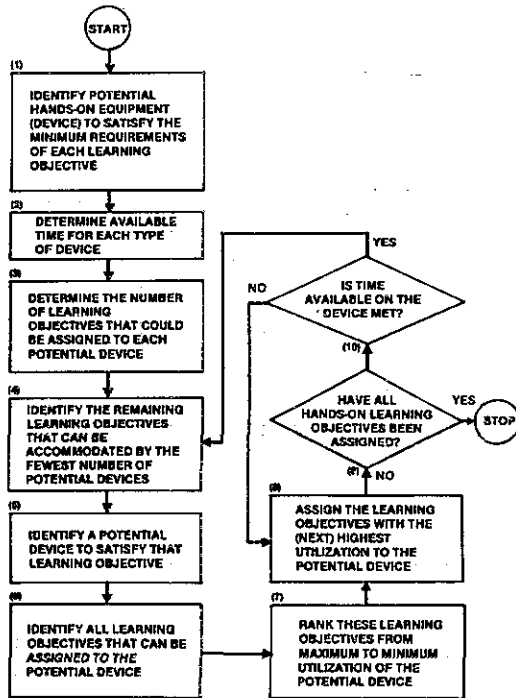 START
(1)
IDENTIFY POTENTIAL
HANDS-ON EQUIPMENT
(DEVICE) TO SATISFY THE
MINIMUM REQUIREMENTS
OF EACH LEARNING
OBJECTIVE
(2)
DETERMINE AVAILABLE
TIME FOR EACH TYPE
OF DEVICE
(3)
DETERMINE THE NUMBER
OF LEARNING
OBJECTIVES THAT COULD
BE ASSIGNED TO EACH
POTENTIAL DEVICE
(4)
IDENTIFY THE REMAINING
LEARNING OBJECTIVES
THAT CAN BE
ACCOMMODATED BY THE
FEWEST NUMBER OF
POTENTIAL DEVICES
(5)
IDENTIFY A POTENTIAL
DEVICE TO SATISFY THAT
LEARNING OBJECTIVE
(6)
IDENTIFY ALL LEARNING
OBJECTIVES THAT CAN BE
ASSIGNED TO THE
POTENTIAL DEVICE
(7)
RANK THESE LEARNING
OBJECTIVES FROM
MAXIMUM TO MINIMUM
UTILIZATION OF THE
POTENTIAL DEVICE
(8)
ASSIGN THE LEARNING
OBJECTIVES WITH THE
(NEXT) HIGHEST
UTILIZATION TO THE
POTENTIAL DEVICE
(9)
NO
HAVE ALL
HANDS-ON LEARNING
OBJECTIVES BEEN
ASSIGNED?
YES
STOP
(10)
IS TIME
AVAILABLE ON THE
DEVICE MET?
NO
YES